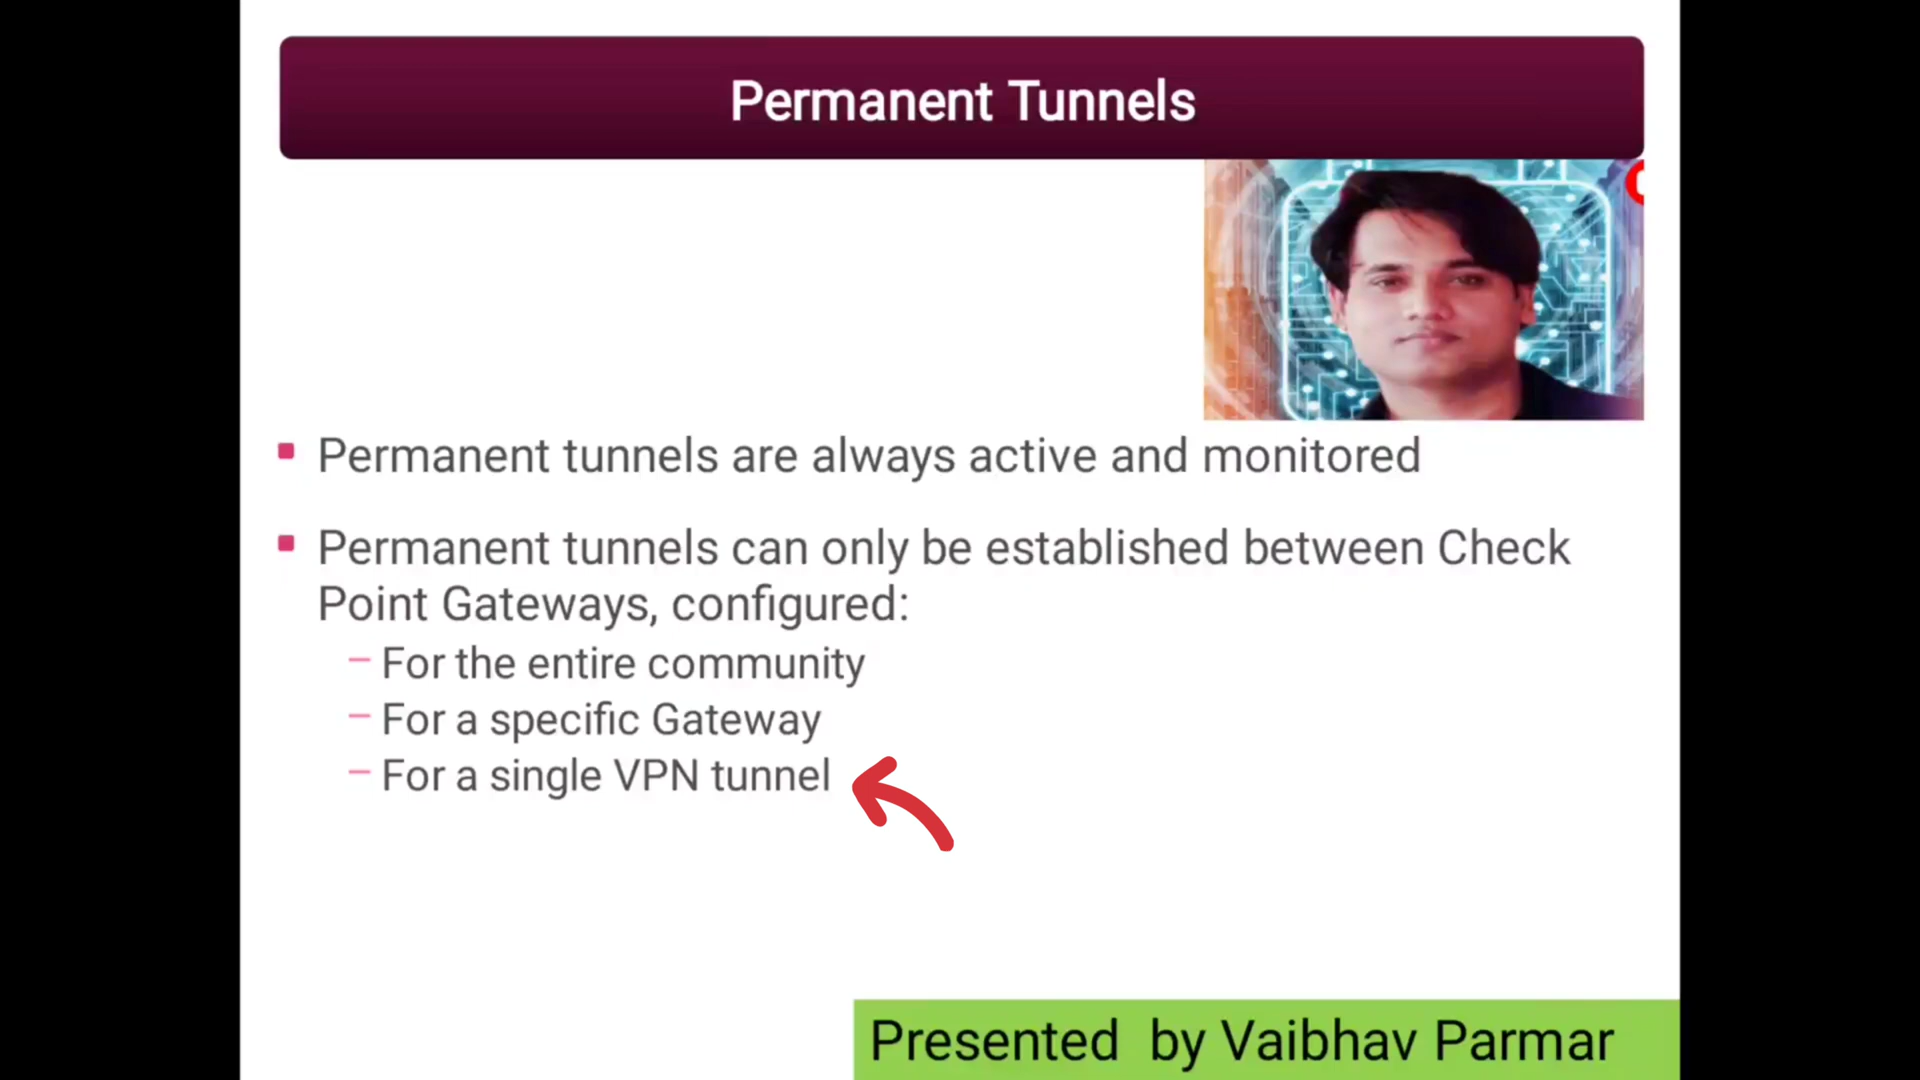 Permanent Tunnels
Permanent tunnels are always active and monitored
Permanent tunnels can only be established between Check
Point Gateways, configured:
– For the entire community
– For a specific Gateway
– For a single VPN tunnel
Presented by Vaibhav Parmar